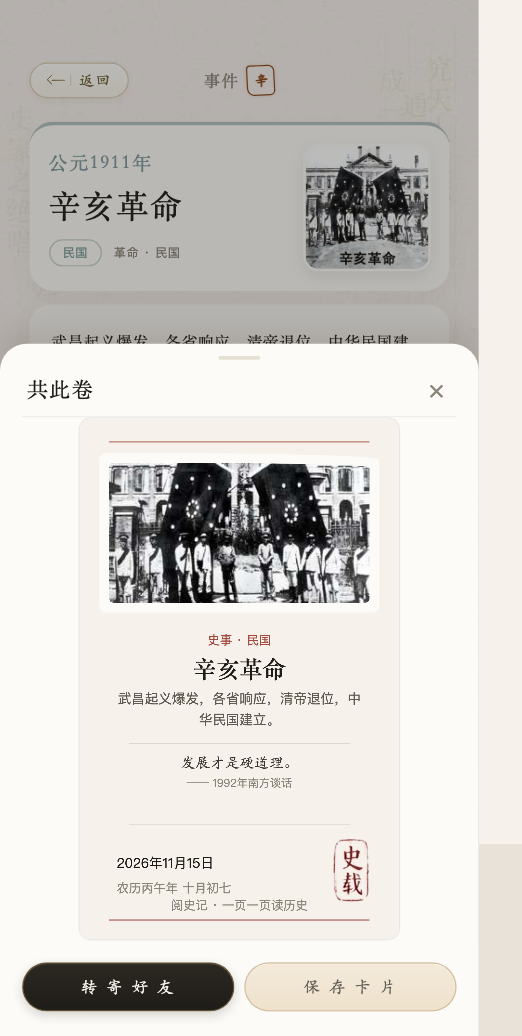 返回
事件
辛
公元1911年
辛亥革命
民国
革命 · 民国
辛亥革命
武昌起义爆发，各省响应，清帝退位，中华民国建
共此卷
史事 · 民国
辛亥革命
武昌起义爆发，各省响应，清帝退位，中
华民国建立。
发展才是硬道理。
—— 1992年南方谈话
2026年11月15日
农历丙午年 十月初七
阅史记 · 一页一页读历史
史载
转寄好友
保存卡片